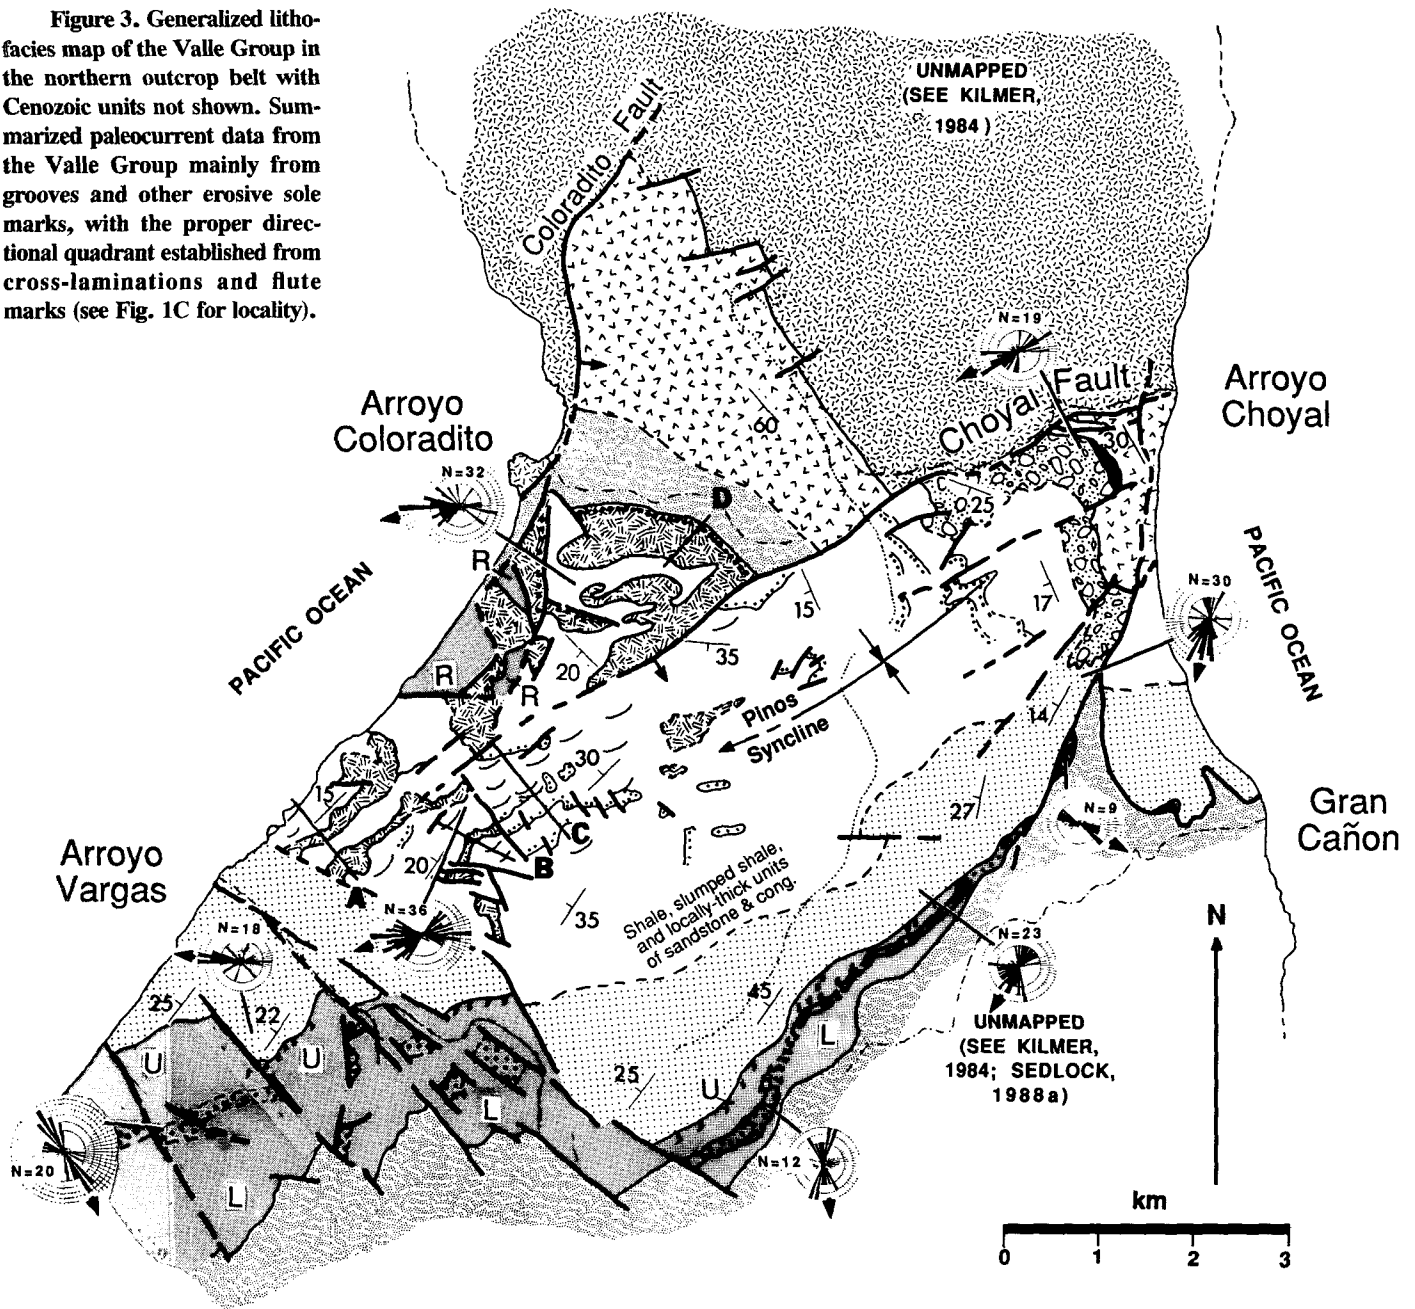 Figure 3. Generalized litho-
facies map of the Valle Group in
the northern outcrop belt with
Cenozoic units not shown. Sum-
marized paleocurrent data from
the Valle Group mainly from
grooves and other erosive sole
marks, with the proper direc-
tional quadrant established from
cross-laminations and flute
marks (see Fig. 1C for locality).
UNMAPPED
(SEE KILMER,
1984)
Coloradito Fault
N=19
Arroyo
Choyal
Choyal Fault
30
60
Arroyo
Coloradito
N=32
D
25
R
PACIFIC OCEAN
PACIFIC OCEAN
N=30
15
17
35
20
R
R
Pinos
Syncline
14
30
15
27
N=9
Gran
Cañon
C
B
20
A
Arroyo
Vargas
N=36
35
Shale, slumped shale,
and locally-thick units
of sandstone & cong.
N
N=18
N=23
25
22
45
L
UNMAPPED
(SEE KILMER,
1984; SEDLOCK,
1988a)
U
U
25
U
L
N=20
N=12
L
km
0 1 2 3